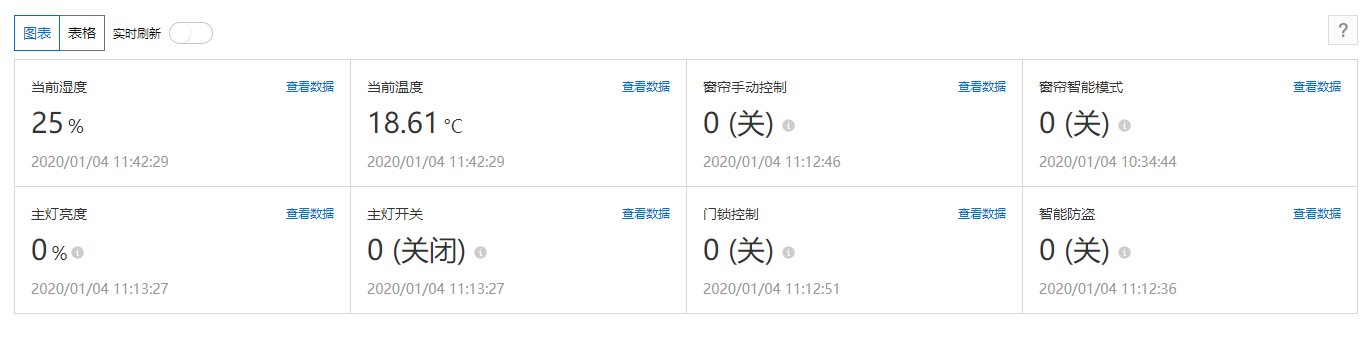 图表 表格 实时刷新 ?
当前湿度 查看数据 当前温度 查看数据 窗帘手动控制 查看数据 窗帘智能模式 查看数据
25 % 18.61 ℃ 0 (关) 0 (关)
2020/01/04 11:42:29 2020/01/04 11:42:29 2020/01/04 11:12:46 2020/01/04 10:34:44
主灯亮度 查看数据 主灯开关 查看数据 门锁控制 查看数据 智能防盗 查看数据
0 % 0 (关闭) 0 (关) 0 (关)
2020/01/04 11:13:27 2020/01/04 11:13:27 2020/01/04 11:12:51 2020/01/04 11:12:36